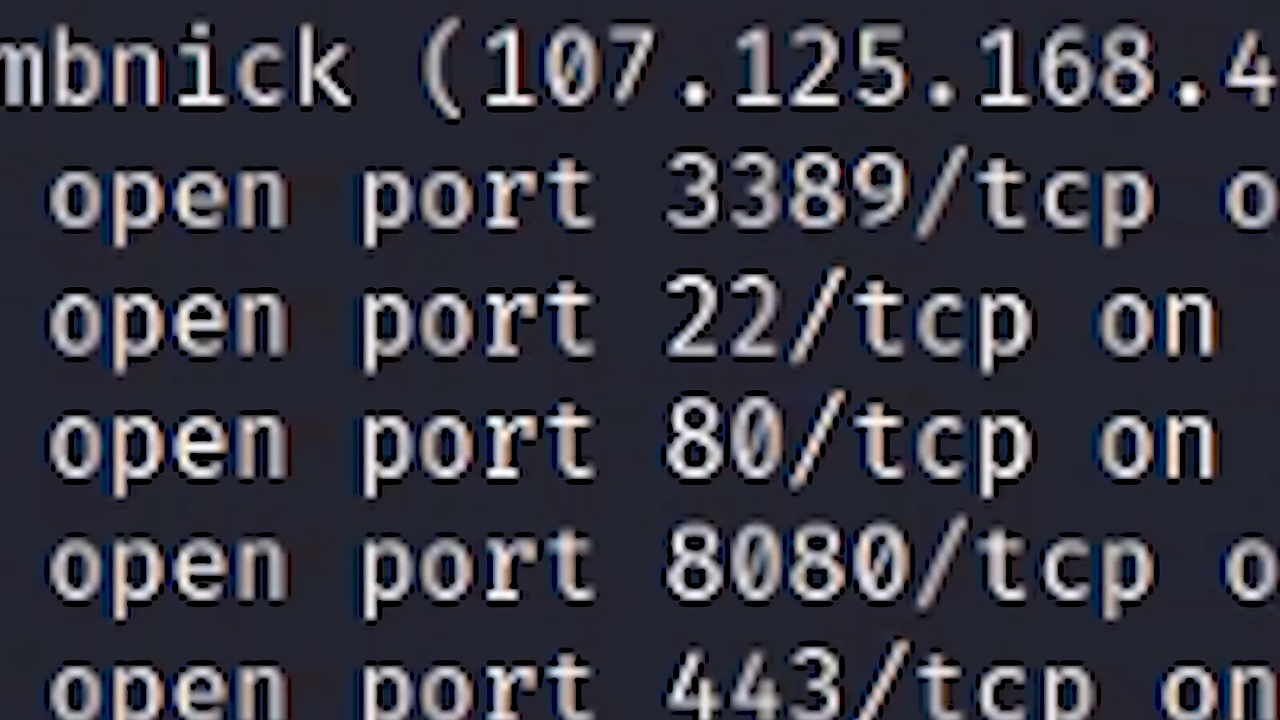 mbnick (107.125.168.4
open port 3389/tcp o
open port 22/tcp on
open port 80/tcp on
open port 8080/tcp o
open port 443/tcp on